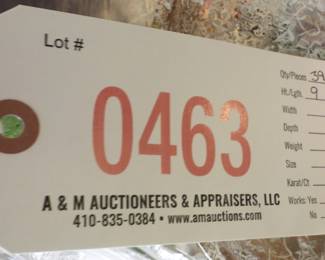 Lot #
0463
A & M AUCTIONEERS & APPRAISERS, LLC
410-835-0384 • www.amauctions.com
Qty/Pieces 39
Ht./Lgth. 9
Width
Depth
Weight
Size
Karat/Ct
Works: Yes
No